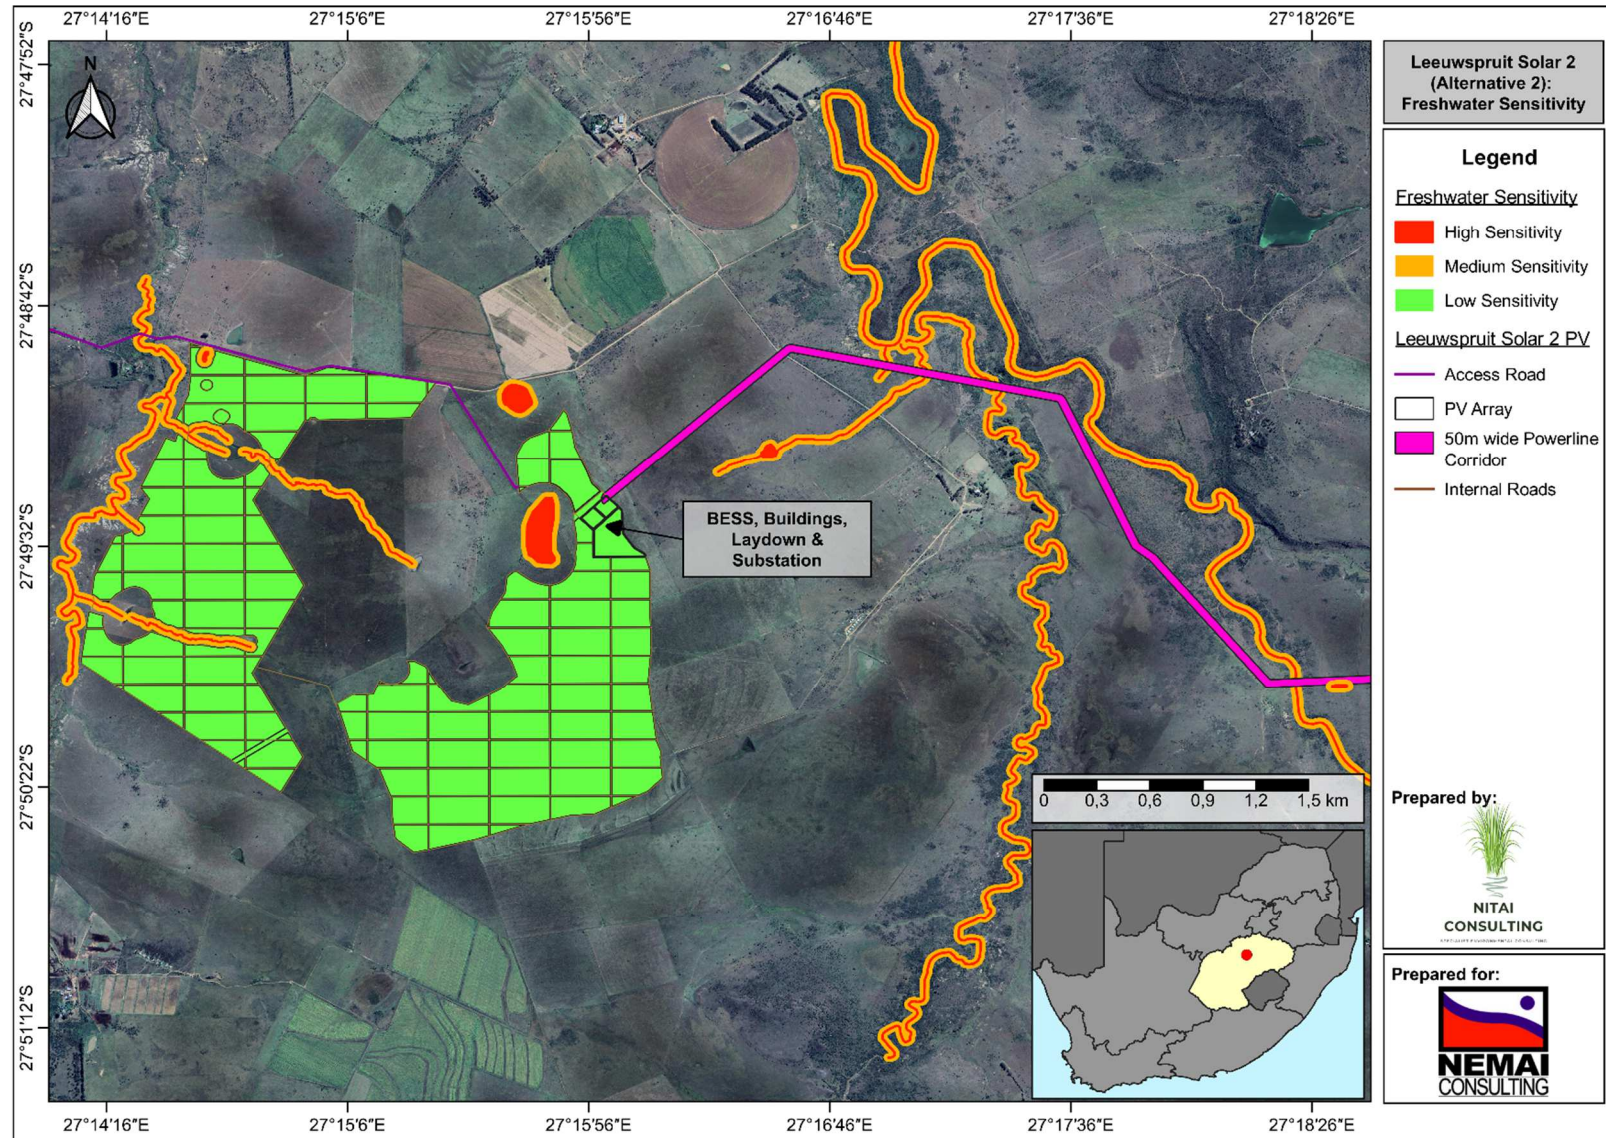 27°14'16"E
27°15'6"E
27°15'56"E
27°16'46"E
27°17'36"E
27°18'26"E
27°47'52"S
27°48'42"S
27°49'32"S
27°50'22"S
27°51'12"S
N
BESS, Buildings,
Laydown &
Substation
0 0,3 0,6 0,9 1,2 1,5 km
27°14'16"E
27°15'6"E
27°15'56"E
27°16'46"E
27°17'36"E
27°18'26"E
Leeuwspruit Solar 2
(Alternative 2):
Freshwater Sensitivity
Legend
Freshwater Sensitivity
High Sensitivity
Medium Sensitivity
Low Sensitivity
Leeuwspruit Solar 2 PV
Access Road
PV Array
50m wide Powerline
Corridor
Internal Roads
Prepared by:
NITAI
CONSULTING
Prepared for:
NEMAI
CONSULTING